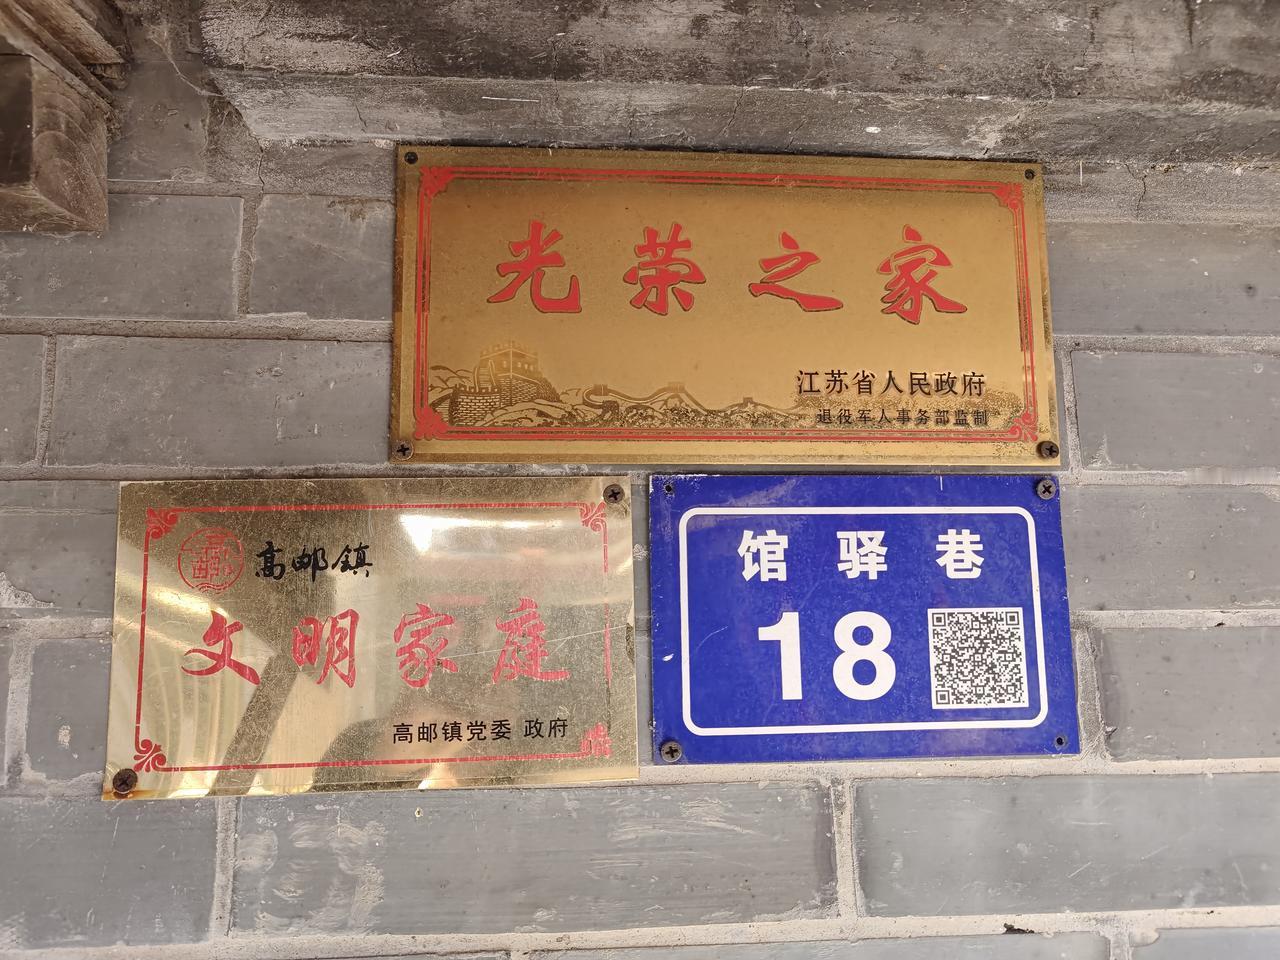 光荣之家
江苏省人民政府
退役军人事务部监制
高邮
高邮镇
文明家庭
高邮镇党委 政府
馆驿巷
18